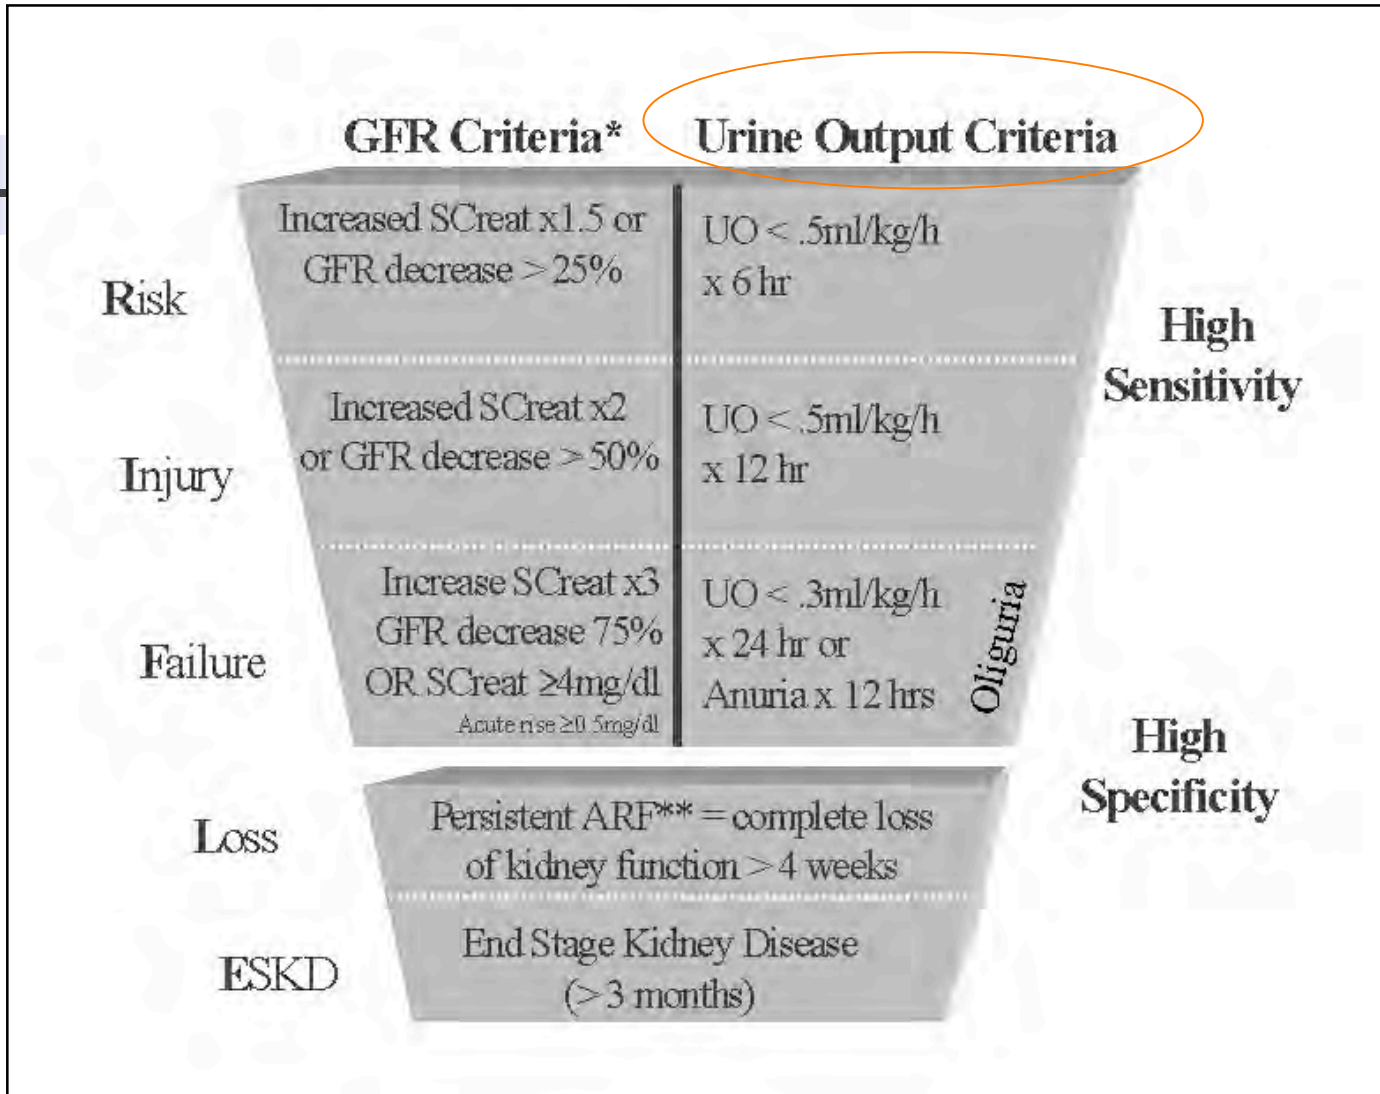 GFR Criteria* Urine Output Criteria
Risk
Increased SCreat x1.5 or
GFR decrease > 25%
UO < .5ml/kg/h
x 6 hr
High
Sensitivity
Injury
Increased SCreat x2
or GFR decrease > 50%
UO < .5ml/kg/h
x 12 hr
Failure
Increase SCreat x3
GFR decrease 75%
OR SCreat ≥4mg/dl
Acute rise ≥0.5mg/dl
UO < .3ml/kg/h
x 24 hr or
Anuria x 12 hrs
Oliguria
High
Specificity
Loss
Persistent ARF** = complete loss
of kidney function > 4 weeks
ESKD
End Stage Kidney Disease
(> 3 months)